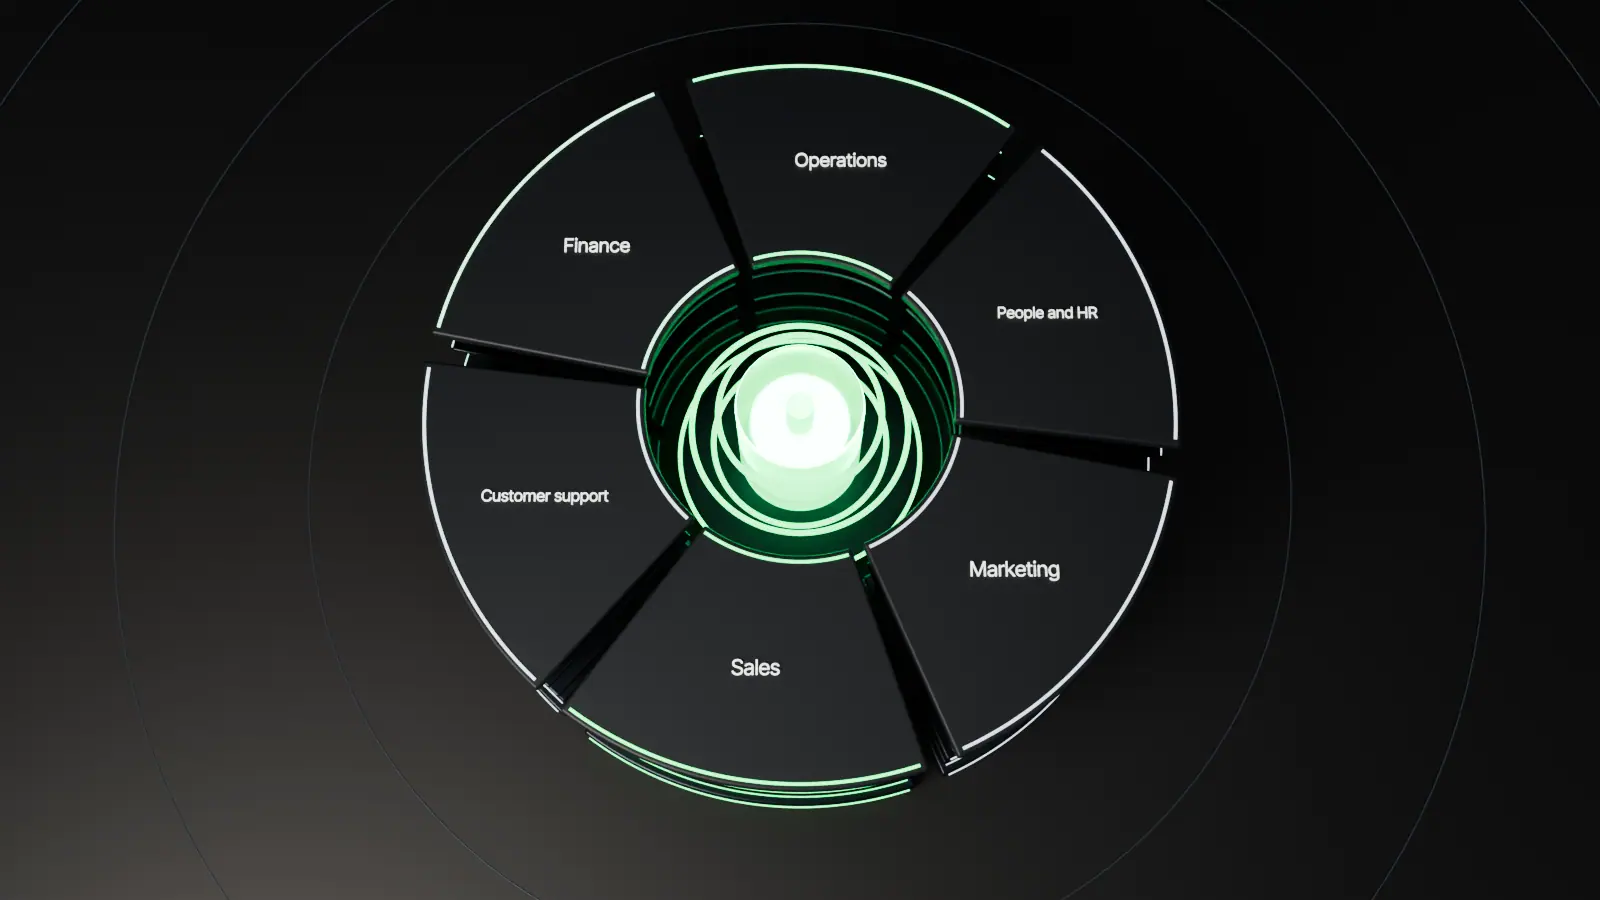 Operations
Finance
People and HR
Customer support
Marketing
Sales